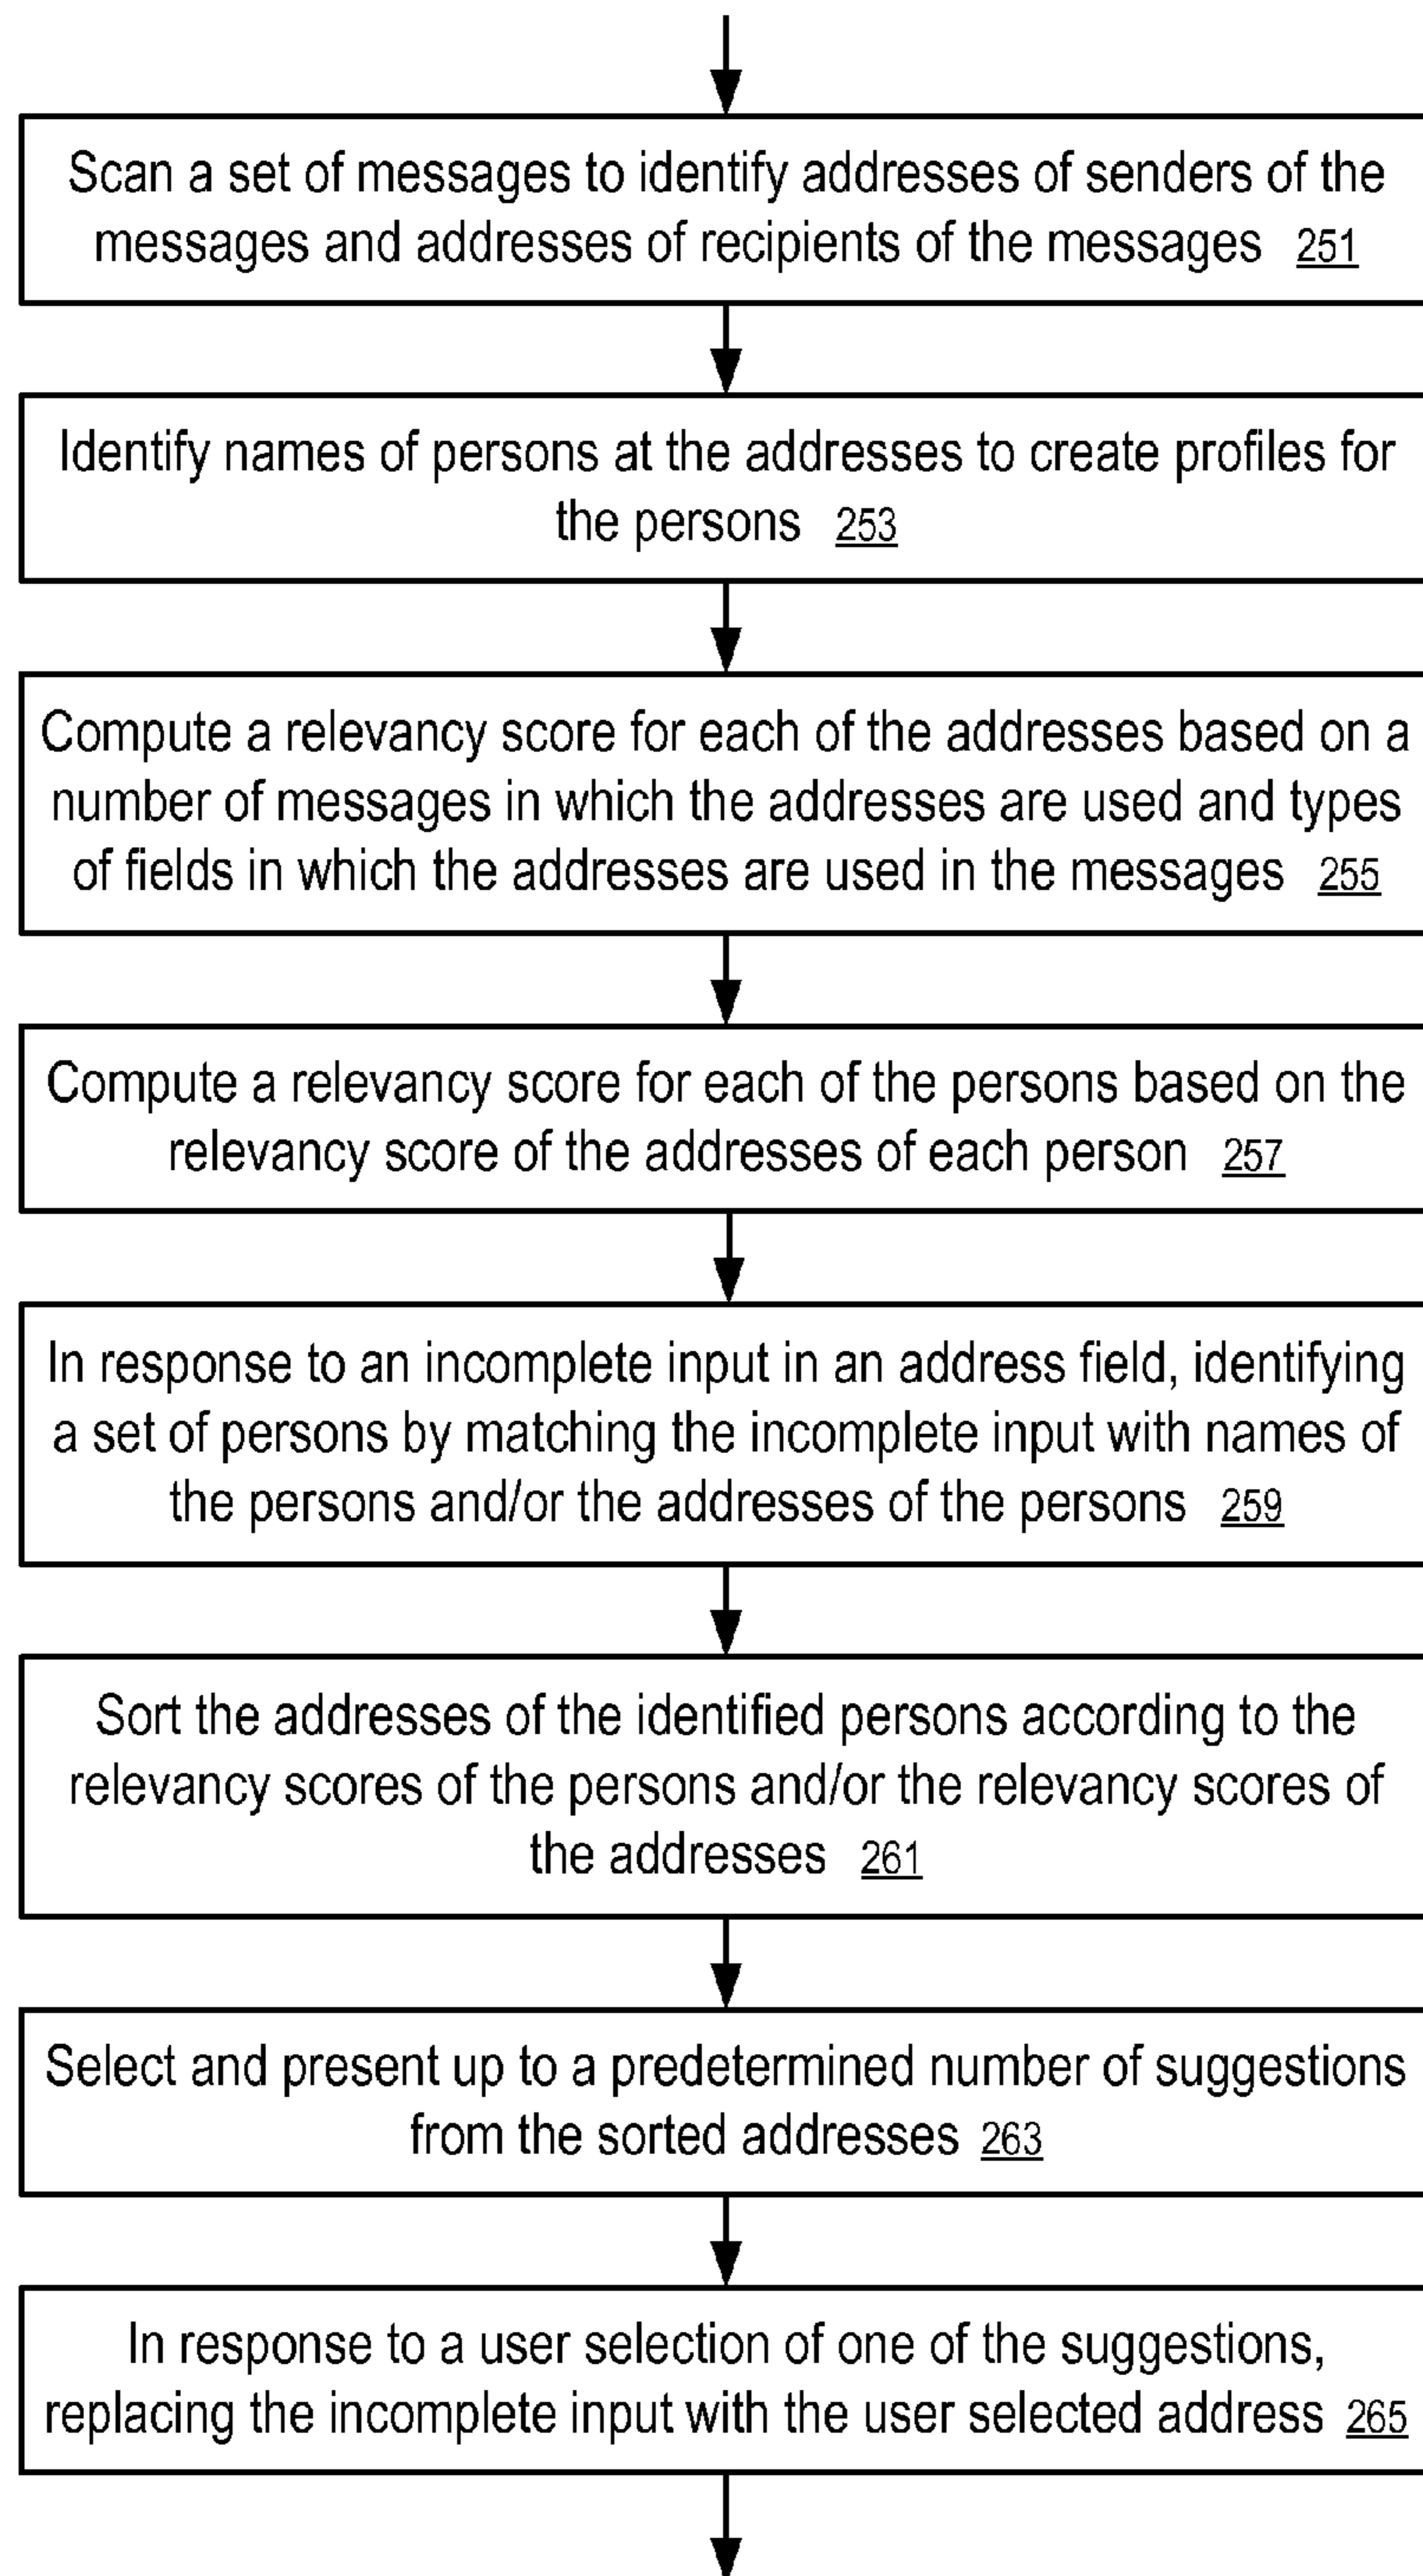 Scan a set of messages to identify addresses of senders of the
messages and addresses of recipients of the messages 251
Identify names of persons at the addresses to create profiles for
the persons 253
Compute a relevancy score for each of the addresses based on a
number of messages in which the addresses are used and types
of fields in which the addresses are used in the messages 255
Compute a relevancy score for each of the persons based on the
relevancy score of the addresses of each person 257
In response to an incomplete input in an address field, identifying
a set of persons by matching the incomplete input with names of
the persons and/or the addresses of the persons 259
Sort the addresses of the identified persons according to the
relevancy scores of the persons and/or the relevancy scores of
the addresses 261
Select and present up to a predetermined number of suggestions
from the sorted addresses 263
In response to a user selection of one of the suggestions,
replacing the incomplete input with the user selected address 265